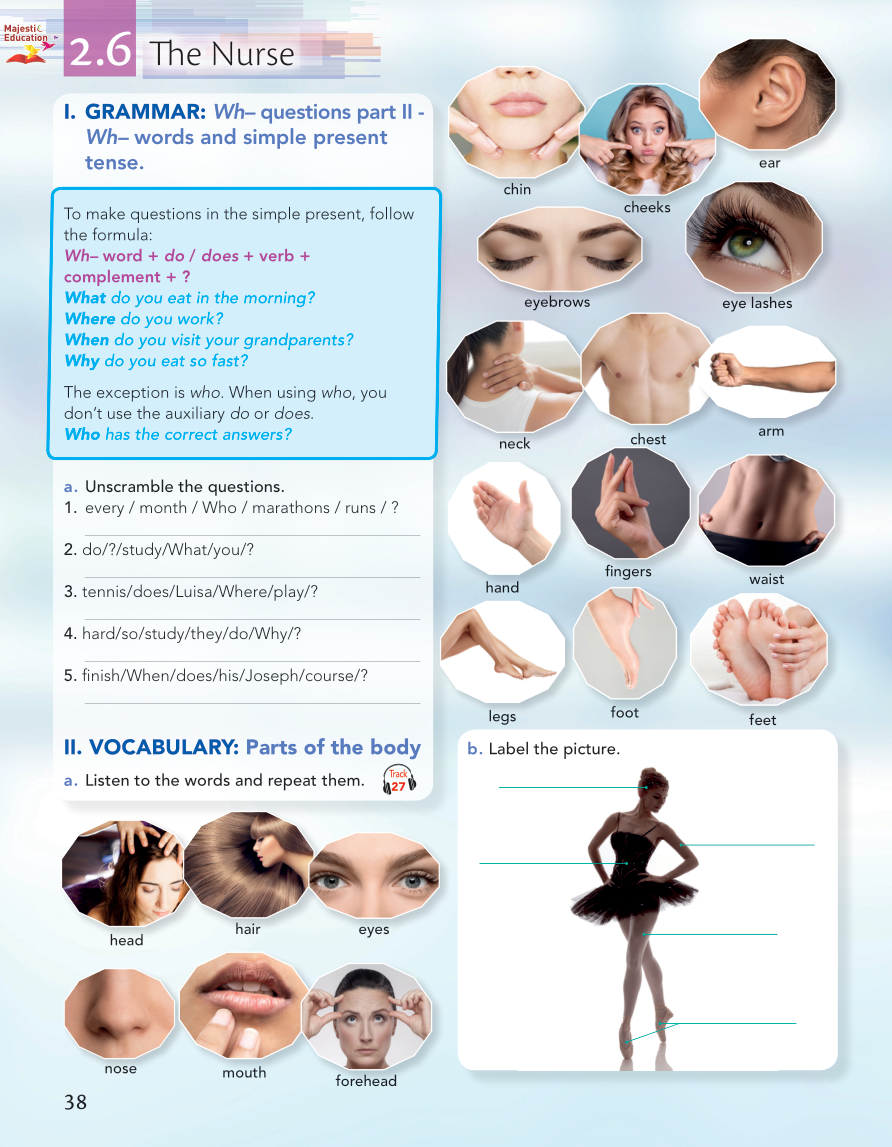 Majesti
Education
2.6 The Nurse
I. GRAMMAR: Wh– questions part II -
Wh– words and simple present
tense.
To make questions in the simple present, follow
the formula:
Wh– word + do / does + verb +
complement + ?
What do you eat in the morning?
Where do you work?
When do you visit your grandparents?
Why do you eat so fast?
The exception is who. When using who, you
don’t use the auxiliary do or does.
Who has the correct answers?
a. Unscramble the questions.
1. every / month / Who / marathons / runs / ?
2. do/?/study/What/you/?
3. tennis/does/Luisa/Where/play/?
4. hard/so/study/they/do/Why/?
5. finish/When/does/his/Joseph/course/?
II. VOCABULARY: Parts of the body
a. Listen to the words and repeat them.
Track
27
head
hair
eyes
nose
mouth
forehead
chin
cheeks
ear
eyebrows
eye lashes
neck
chest
arm
hand
fingers
waist
legs
foot
feet
b. Label the picture.
38